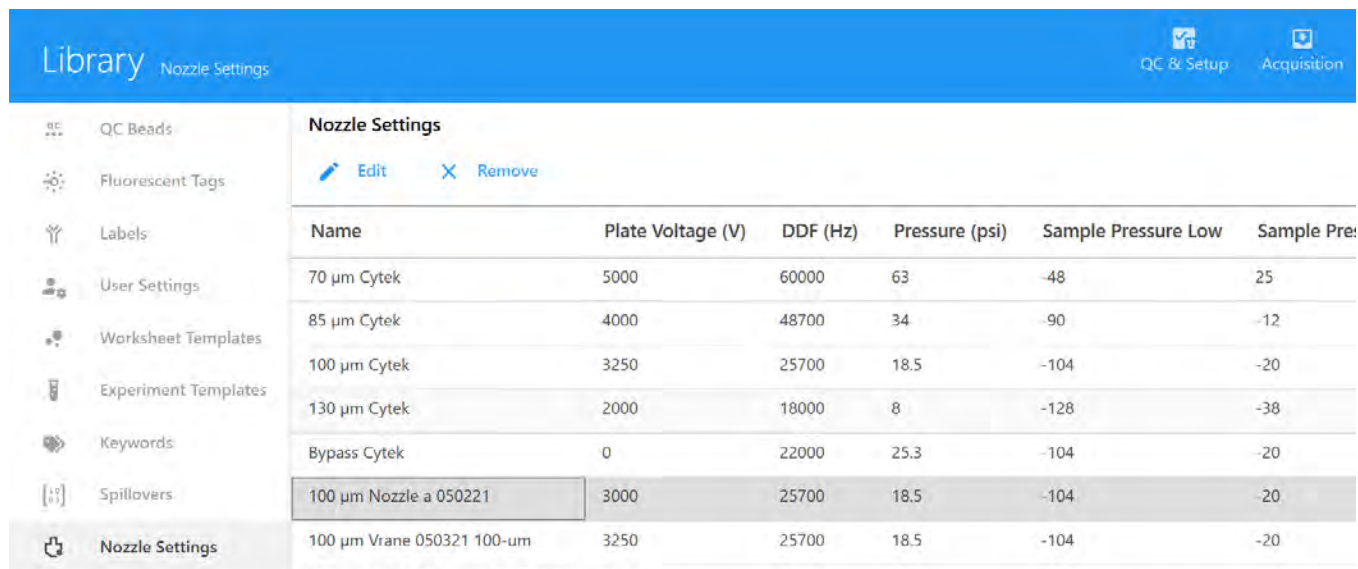 Library Nozzle Settings
QC & Setup Acquisition
QC Beads
Fluorescent Tags
Labels
User Settings
Worksheet Templates
Experiment Templates
Keywords
Spillovers
Nozzle Settings
Nozzle Settings
Edit Remove
Name Plate Voltage (V) DDF (Hz) Pressure (psi) Sample Pressure Low Sample Pres
70 µm Cytek 5000 60000 63 -48 25
85 µm Cytek 4000 48700 34 -90 -12
100 µm Cytek 3250 25700 18.5 -104 -20
130 µm Cytek 2000 18000 8 -128 -38
Bypass Cytek 0 22000 25.3 -104 -20
100 µm Nozzle a 050221 3000 25700 18.5 -104 -20
100 µm Vrane 050321 100-um 3250 25700 18.5 -104 -20